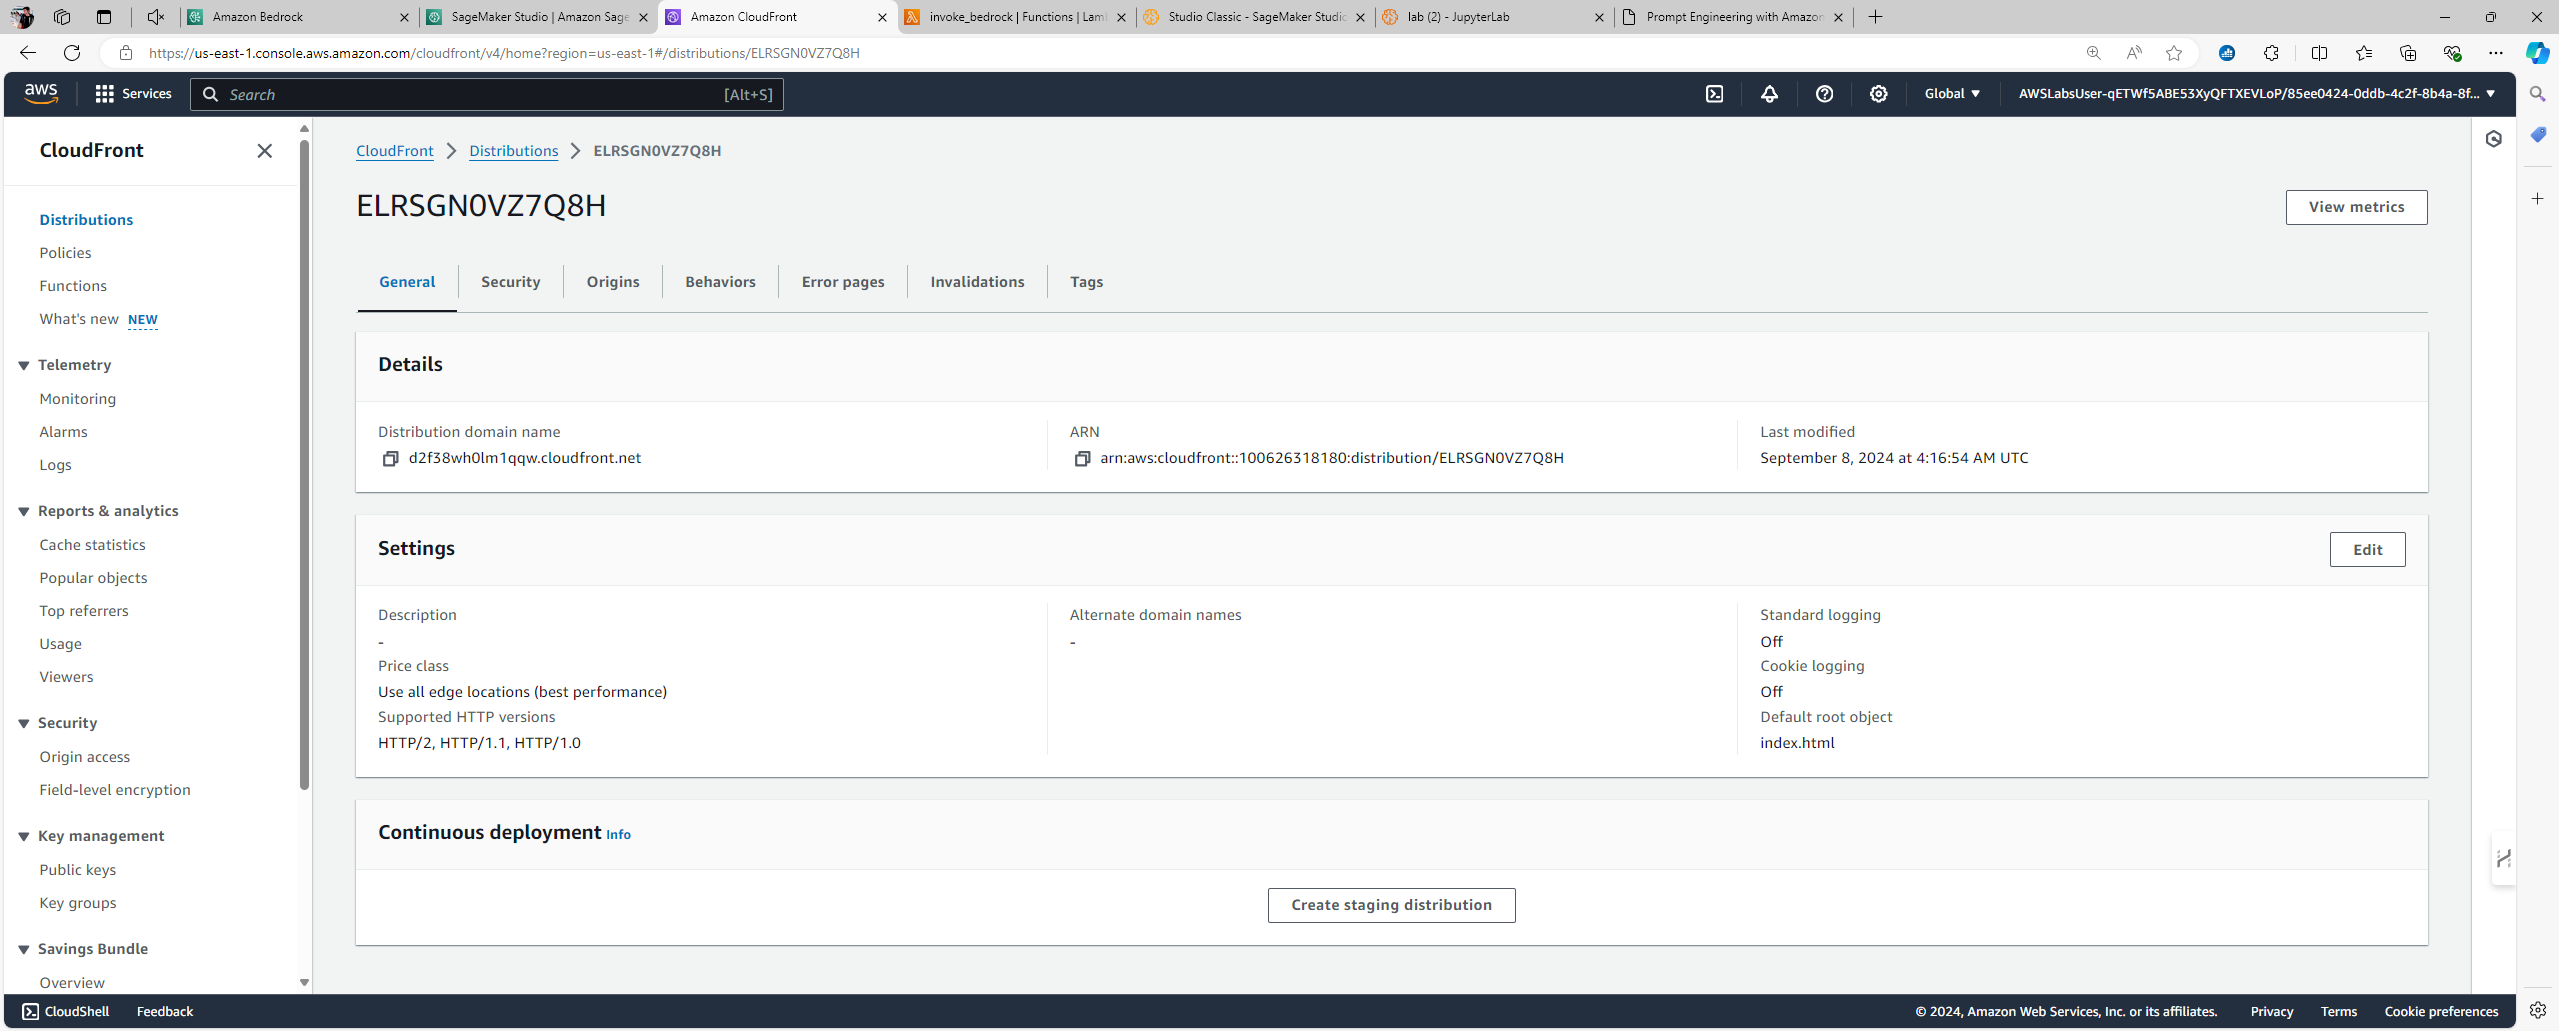 Amazon Bedrock
SageMaker Studio | Amazon Sage
Amazon CloudFront
invoke_bedrock | Functions | Lam
Studio Classic - SageMaker Studio
lab (2) - JupyterLab
Prompt Engineering with Amazon
https://us-east-1.console.aws.amazon.com/cloudfront/v4/home?region=us-east-1#/distributions/ELRSGN0VZ7Q8H
aws
Services
Search
[Alt+S]
Global
AWSLabsUser-qETWf5ABE53XyQFTXEVLoP/85ee0424-0ddb-4c2f-8b4a-8f...
CloudFront
Distributions
Policies
Functions
What's new NEW
Telemetry
Monitoring
Alarms
Logs
Reports & analytics
Cache statistics
Popular objects
Top referrers
Usage
Viewers
Security
Origin access
Field-level encryption
Key management
Public keys
Key groups
Savings Bundle
Overview
CloudFront > Distributions > ELRSGN0VZ7Q8H
ELRSGN0VZ7Q8H
View metrics
General
Security
Origins
Behaviors
Error pages
Invalidations
Tags
Details
Distribution domain name
d2f38wh0lm1qqw.cloudfront.net
ARN
arn:aws:cloudfront::100626318180:distribution/ELRSGN0VZ7Q8H
Last modified
September 8, 2024 at 4:16:54 AM UTC
Settings
Edit
Description
-
Price class
Use all edge locations (best performance)
Supported HTTP versions
HTTP/2, HTTP/1.1, HTTP/1.0
Alternate domain names
-
Standard logging
Off
Cookie logging
Off
Default root object
index.html
Continuous deployment Info
Create staging distribution
CloudShell
Feedback
© 2024, Amazon Web Services, Inc. or its affiliates.
Privacy
Terms
Cookie preferences